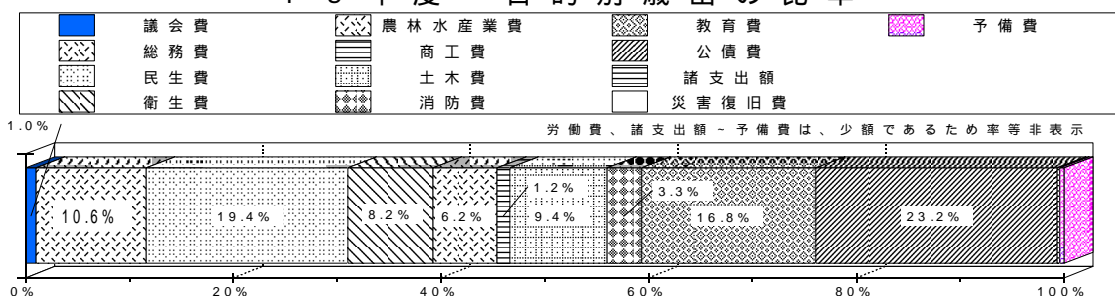 議会費 農林水産業費 教育費 予備費
総務費 商工費 公債費
民生費 土木費 諸支出額
衛生費 消防費 災害復旧費
1.0% 労働費、諸支出額~予備費は、少額であるため率等非表示
1.2% 3.3%
10.6% 19.4% 8.2% 6.2% 9.4% 16.8% 23.2%
0% 20% 40% 60% 80% 100%